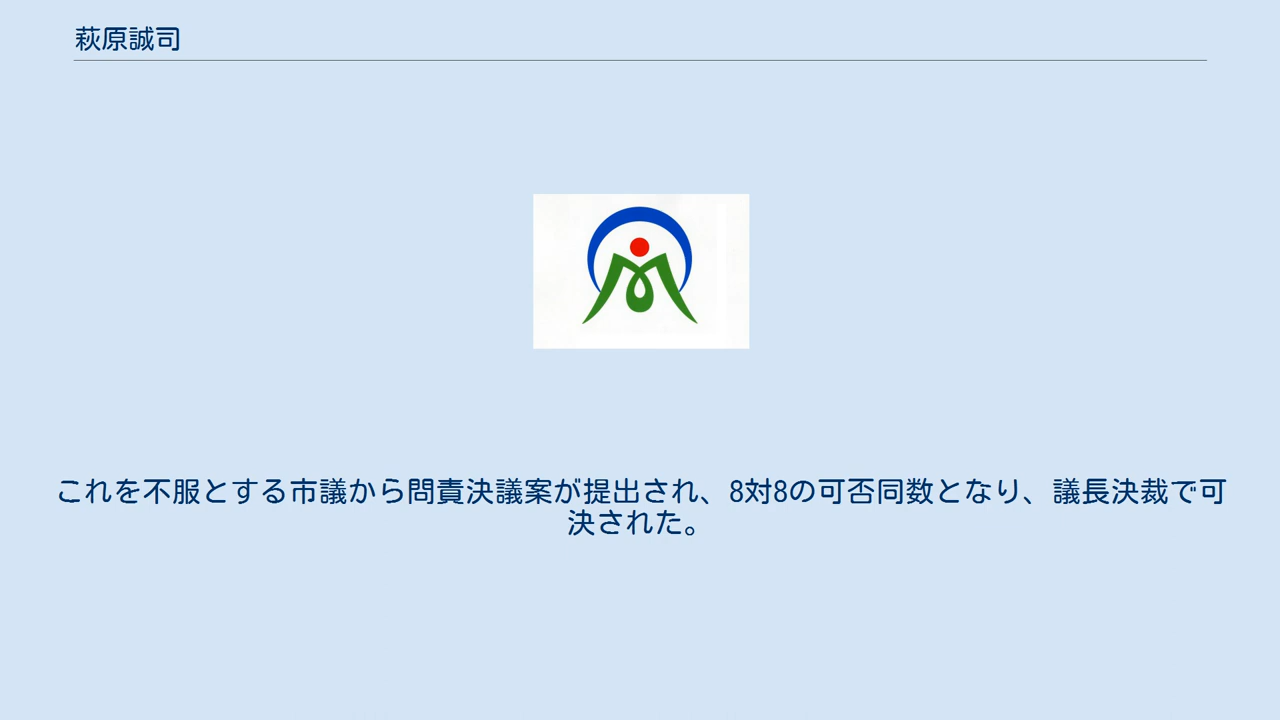 萩原誠司
これを不服とする市議から問責決議案が提出され、8対8の可否同数となり、議長決裁で可
決された。